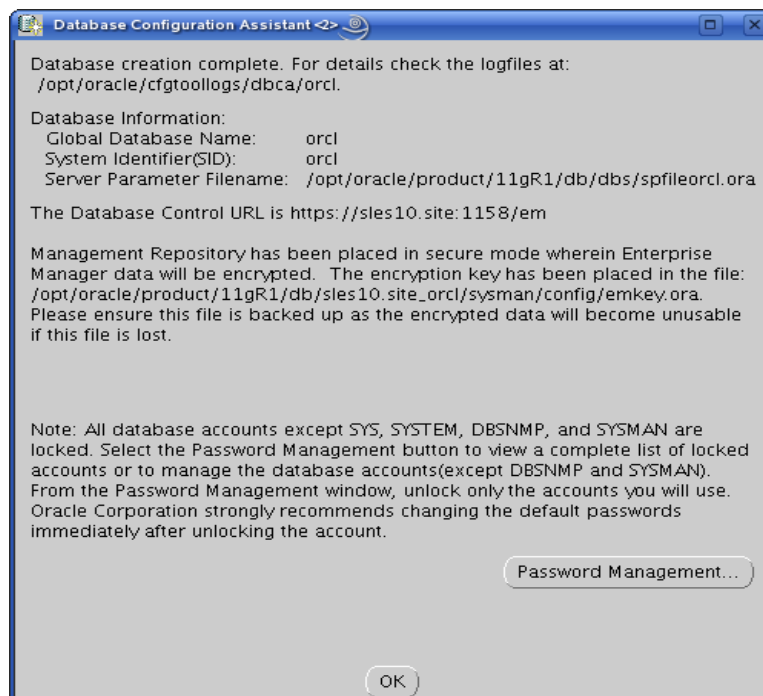 Database Configuration Assistant <2>
Database creation complete. For details check the logfiles at:
/opt/oracle/cfgtoollogs/dbca/orcl.
Database Information:
Global Database Name: orcl
System Identifier(SID): orcl
Server Parameter Filename: /opt/oracle/product/11gR1/db/dbs/spfileorcl.ora
The Database Control URL is https://sles10.site:1158/em
Management Repository has been placed in secure mode wherein Enterprise
Manager data will be encrypted. The encryption key has been placed in the file:
/opt/oracle/product/11gR1/db/sles10.site_orcl/sysman/config/emkey.ora.
Please ensure this file is backed up as the encrypted data will become unusable
if this file is lost.
Note: All database accounts except SYS, SYSTEM, DBSNMP, and SYSMAN are
locked. Select the Password Management button to view a complete list of locked
accounts or to manage the database accounts(except DBSNMP and SYSMAN).
From the Password Management window, unlock only the accounts you will use.
Oracle Corporation strongly recommends changing the default passwords
immediately after unlocking the account.
Password Management...
OK